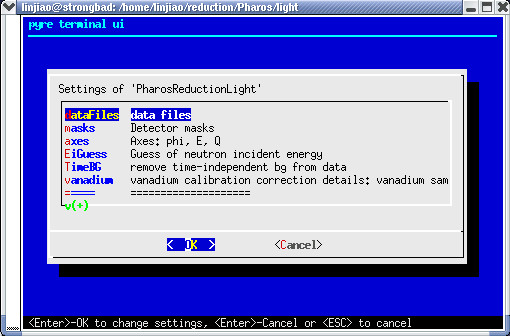 linjiao@strongbad: /home/linjiao/reduction/Pharos/light
pyre terminal ui
Settings of 'PharosReductionLight'
dataFiles data files
masks Detector masks
axes Axes: phi, E, Q
EiGuess Guess of neutron incident energy
TimeBG remove time-independent bg from data
vanadium vanadium calibration correction details: vanadium sam
===== ====================
v(+)
< OK > <Cancel>
<Enter>-OK to change settings, <Enter>-Cancel or <ESC> to cancel